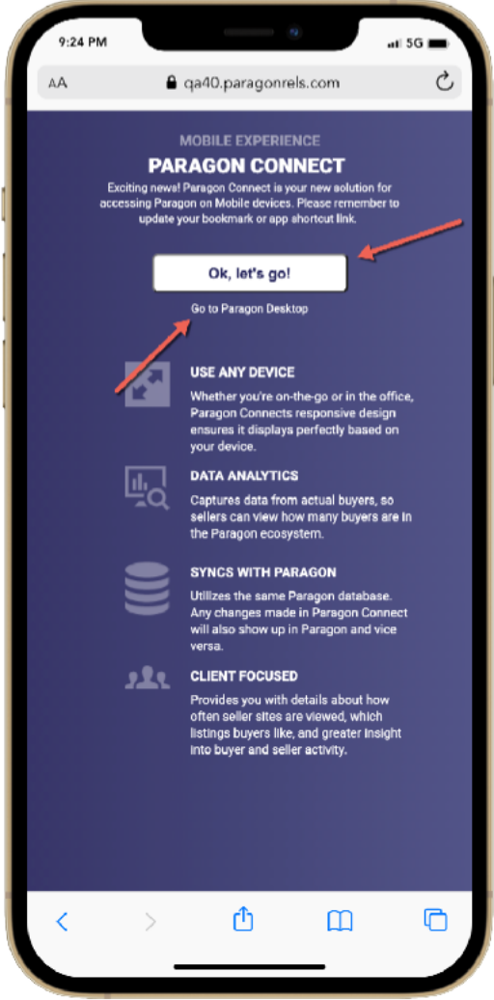 9:24 PM
5G
AA
qa40.paragonrels.com
MOBILE EXPERIENCE
PARAGON CONNECT
Exciting news! Paragon Connect is your new solution for
accessing Paragon on Mobile devices. Please remember to
update your bookmark or app shortcut link.
Ok, let's go!
Go to Paragon Desktop
USE ANY DEVICE
Whether you're on-the-go or in the office,
Paragon Connects responsive design
ensures it displays perfectly based on
your device.
DATA ANALYTICS
Captures data from actual buyers, so
sellers can view how many buyers are in
the Paragon ecosystem.
SYNCS WITH PARAGON
Utilizes the same Paragon database.
Any changes made in Paragon Connect
will also show up in Paragon and vice
versa.
CLIENT FOCUSED
Provides you with details about how
often seller sites are viewed, which
listings buyers like, and greater insight
into buyer and seller activity.